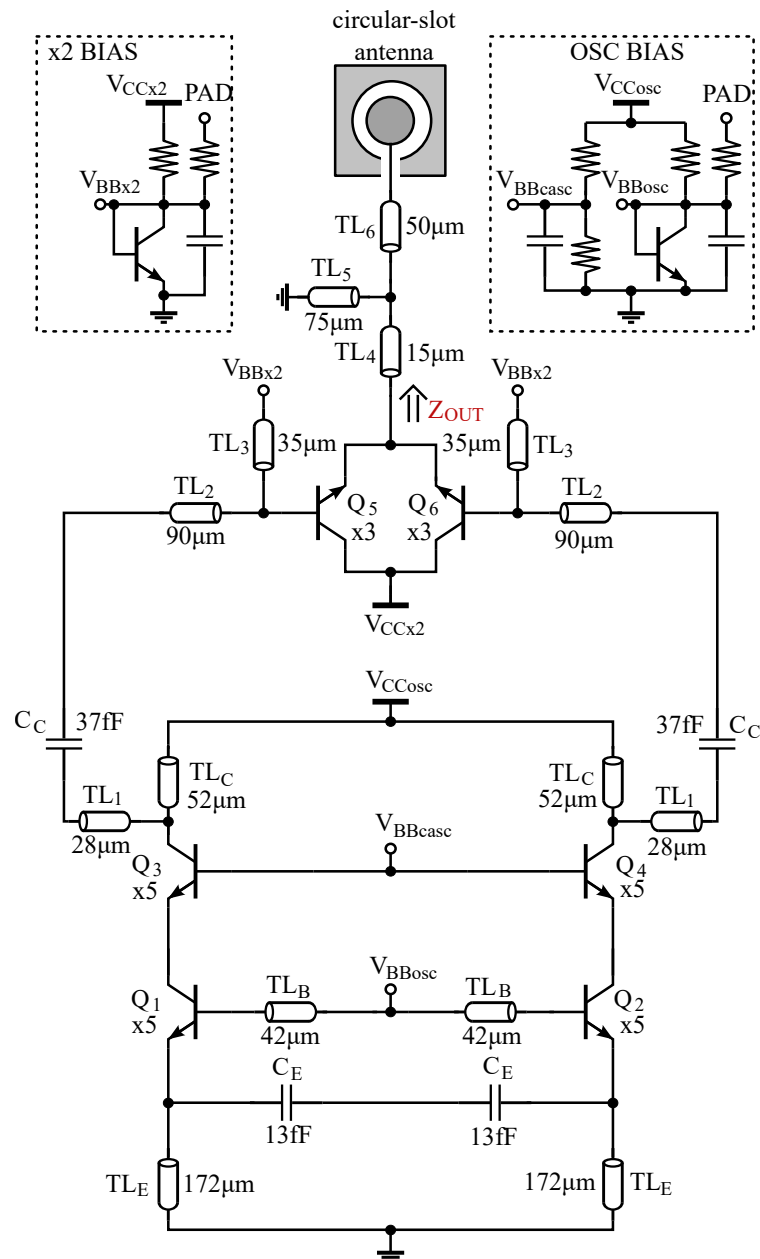 circular-slot
antenna
x2 BIAS
V_CCx2
PAD
V_BBx2
OSC BIAS
V_CCosc
PAD
V_BBcasc
V_BBosc
TL_6
50μm
TL_5
75μm
TL_4
15μm
Z_OUT
V_BBx2
V_BBx2
TL_3
35μm
35μm
TL_3
TL_2
90μm
Q_5
x3
Q_6
x3
TL_2
90μm
V_CCx2
V_CCosc
C_C
37fF
37fF
C_C
TL_C
52μm
TL_C
52μm
TL_1
28μm
TL_1
28μm
V_BBcasc
Q_3
x5
Q_4
x5
V_BBosc
TL_B
42μm
TL_B
42μm
Q_1
x5
Q_2
x5
C_E
13fF
C_E
13fF
TL_E
172μm
172μm
TL_E